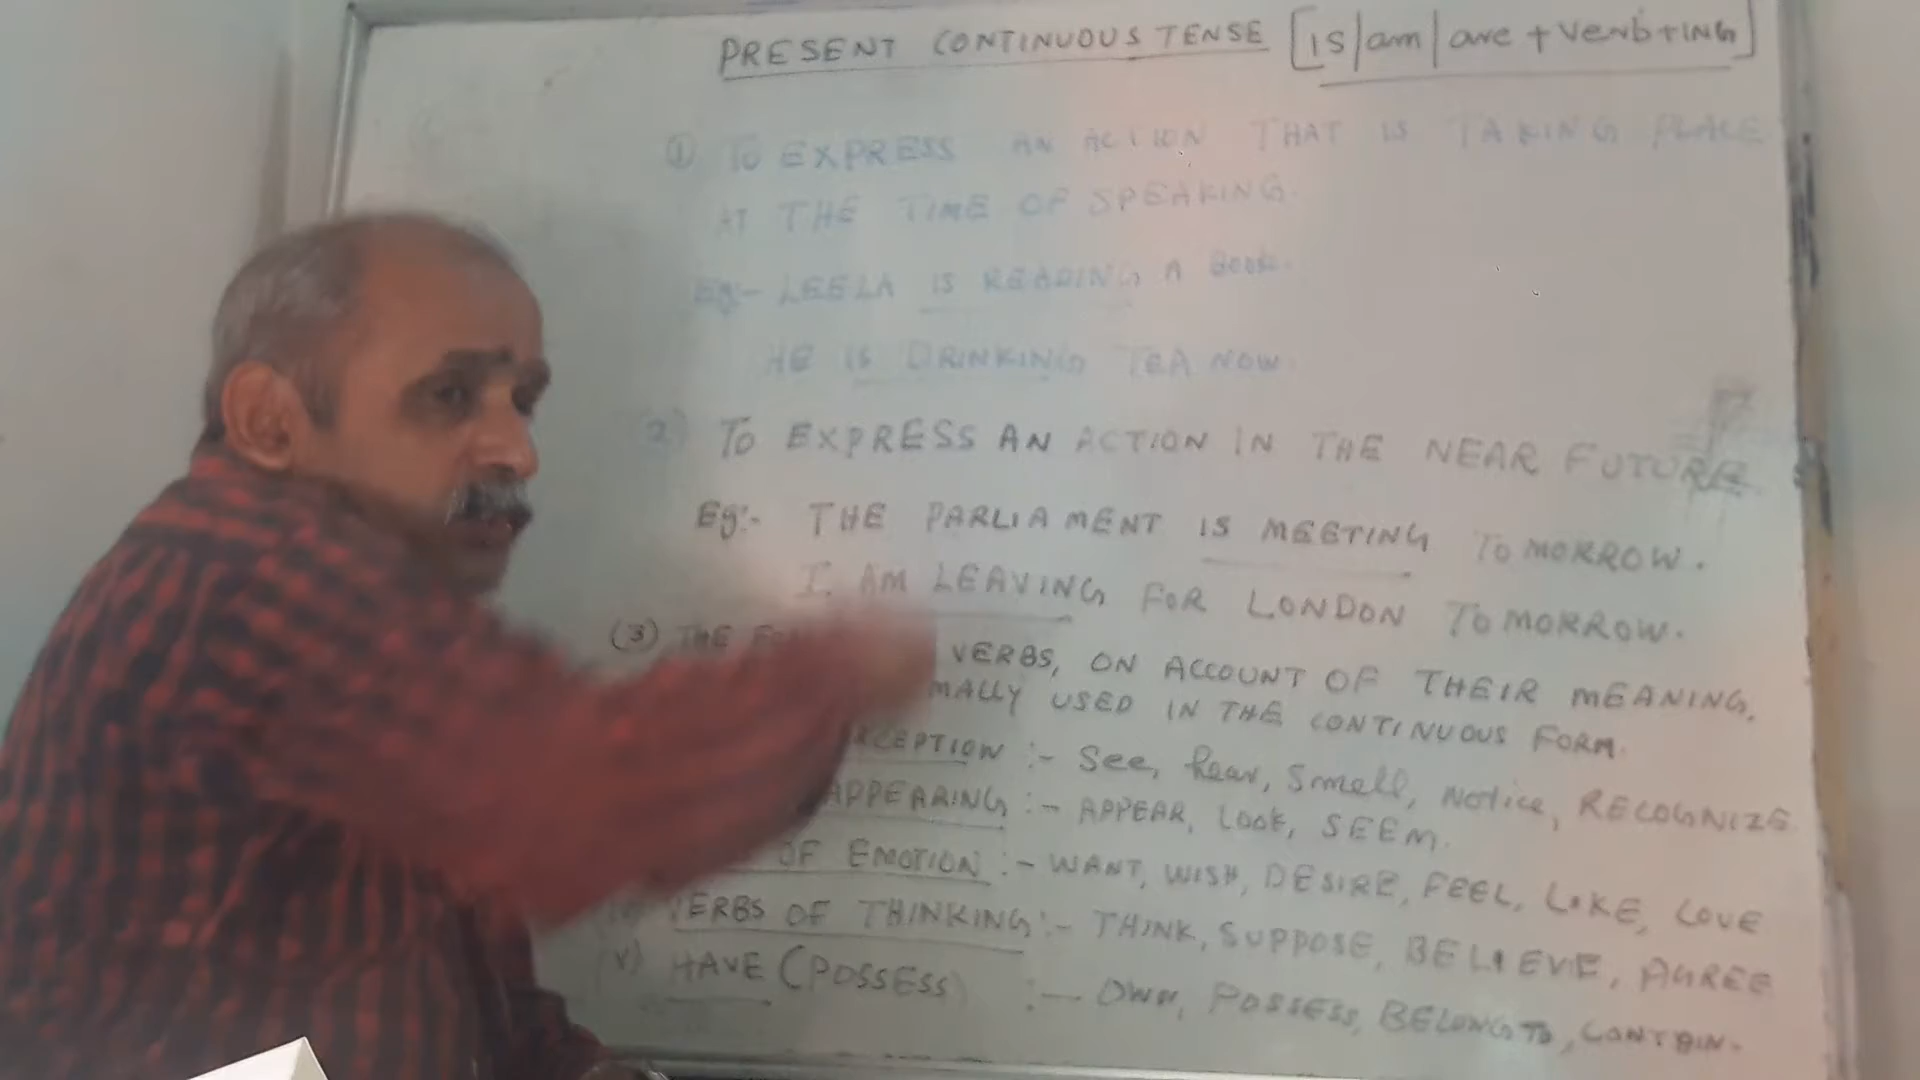 PRESENT CONTINUOUS TENSE [IS|am|are + verb+ING]
① TO EXPRESS AN ACTION THAT IS TAKING PLACE
AT THE TIME OF SPEAKING.
Eg:- LEELA IS READING A Book.
HE IS DRINKING TEA NOW.
2) TO EXPRESS AN ACTION IN THE NEAR FUTURE
Eg:- THE PARLIAMENT IS MEETING TOMORROW.
I AM LEAVING FOR LONDON TOMORROW.
(3) THE VERBS, ON ACCOUNT OF THEIR MEANING,
MALLY USED IN THE CONTINUOUS FORM.
CEPTION :- See, hear, Smell, Notice, RECOGNIZE
APPEARING :- APPEAR, LOOK, SEEM.
OF EMOTION :- WANT, WISH, DESIRE, FEEL, LIKE, LOVE
VERBS OF THINKING :- THINK, SUPPOSE, BELIEVE, AGREE
V) HAVE (POSSESS) :- OWN, POSSESS, BELONG TO, CONTAIN.